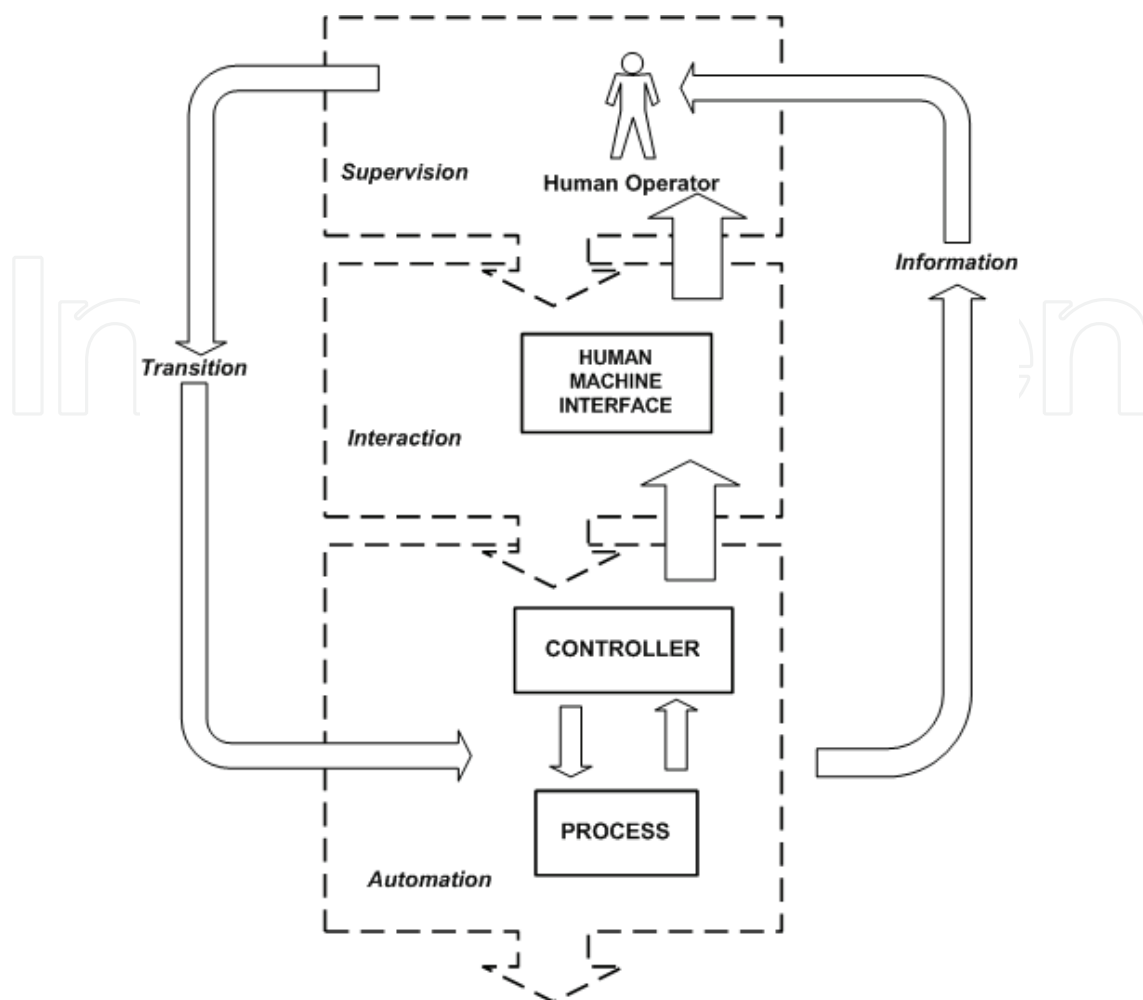 Supervision
Human Operator
Information
Transition
HUMAN
MACHINE
INTERFACE
Interaction
CONTROLLER
PROCESS
Automation